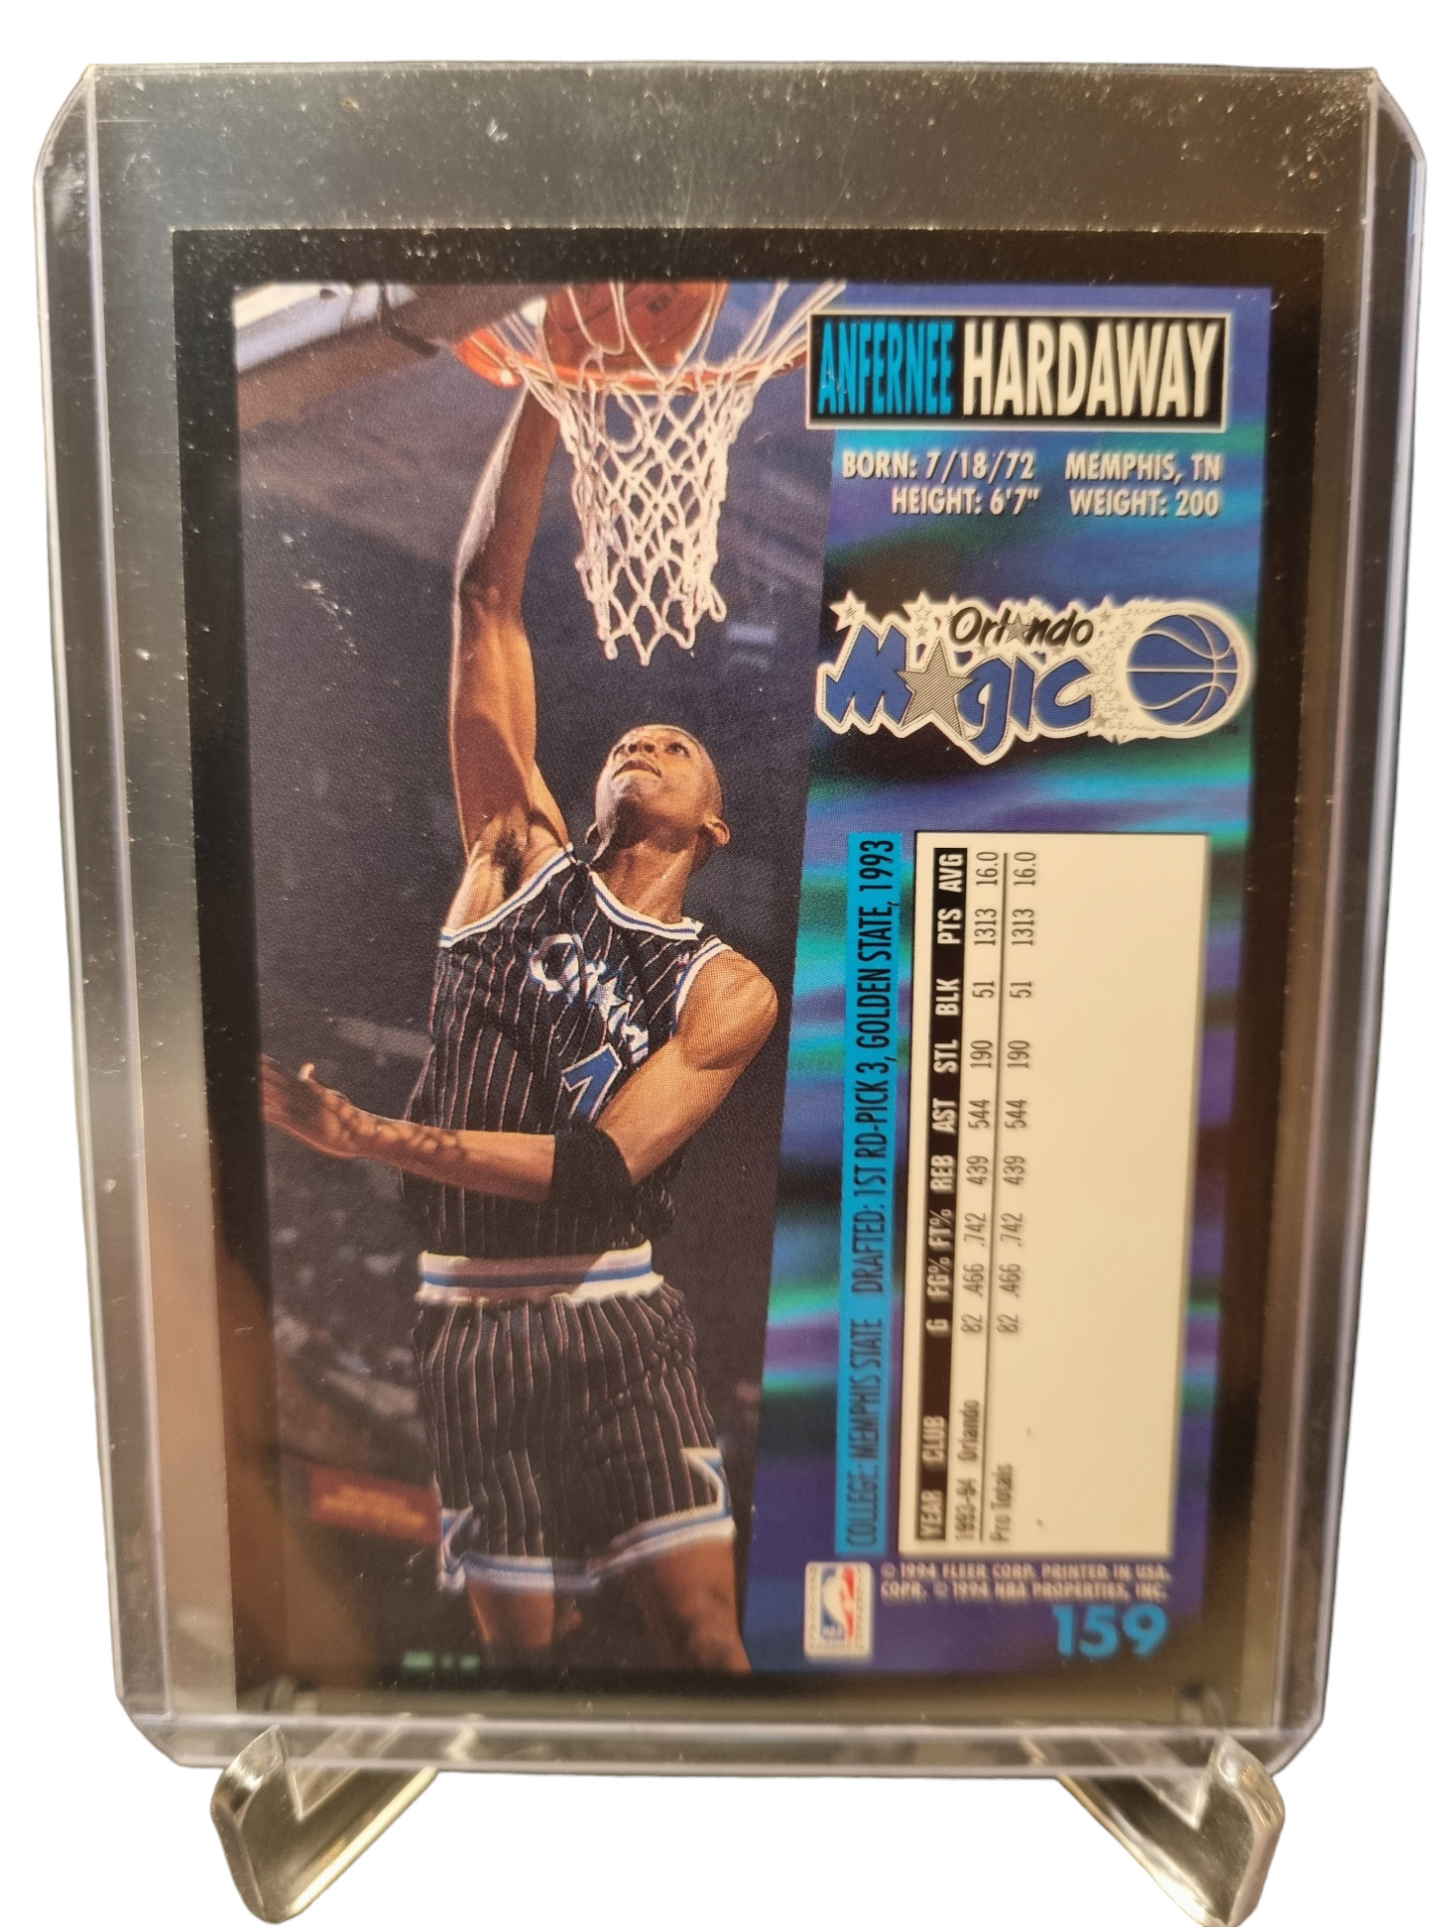 ANFERNEE HARDAWAY
BORN: 7/18/72 MEMPHIS, TN
HEIGHT: 6'7" WEIGHT: 200
Orlando
Magic
COLLEGE: MEMPHIS STATE DRAFTED: 1ST RD-PICK 3, GOLDEN STATE, 1993
YEAR CLUB G FG% FT% REB AST STL BLK PTS AVG
1993-94 Orlando 82 .466 .742 439 544 190 51 1313 16.0
Pro Totals 82 .466 .742 439 544 190 51 1313 16.0
© 1994 FLEER CORP. PRINTED IN USA.
COPR. © 1994 NBA PROPERTIES, INC.
159